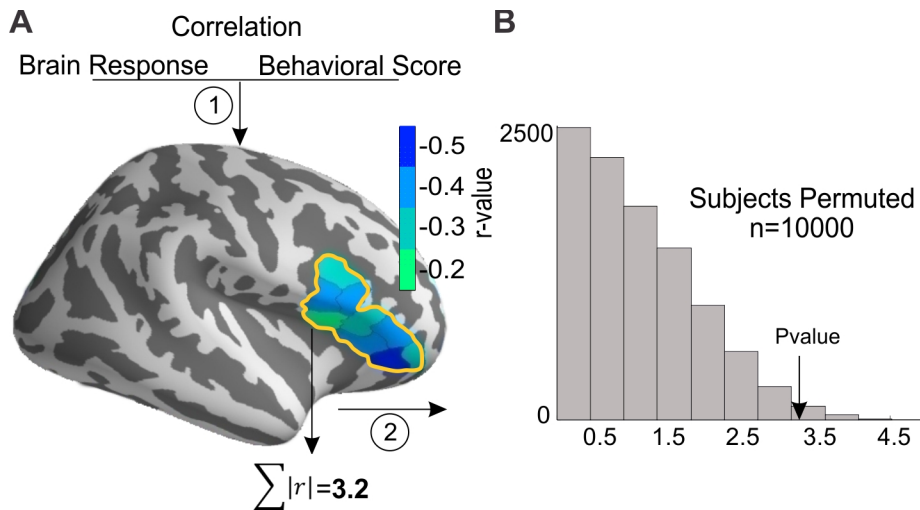 A
Correlation
Brain Response Behavioral Score
1
-0.5
-0.4
-0.3
-0.2
r-value
2
∑|r|=3.2
B
2500
0
Subjects Permuted
n=10000
Pvalue
0.5 1.5 2.5 3.5 4.5